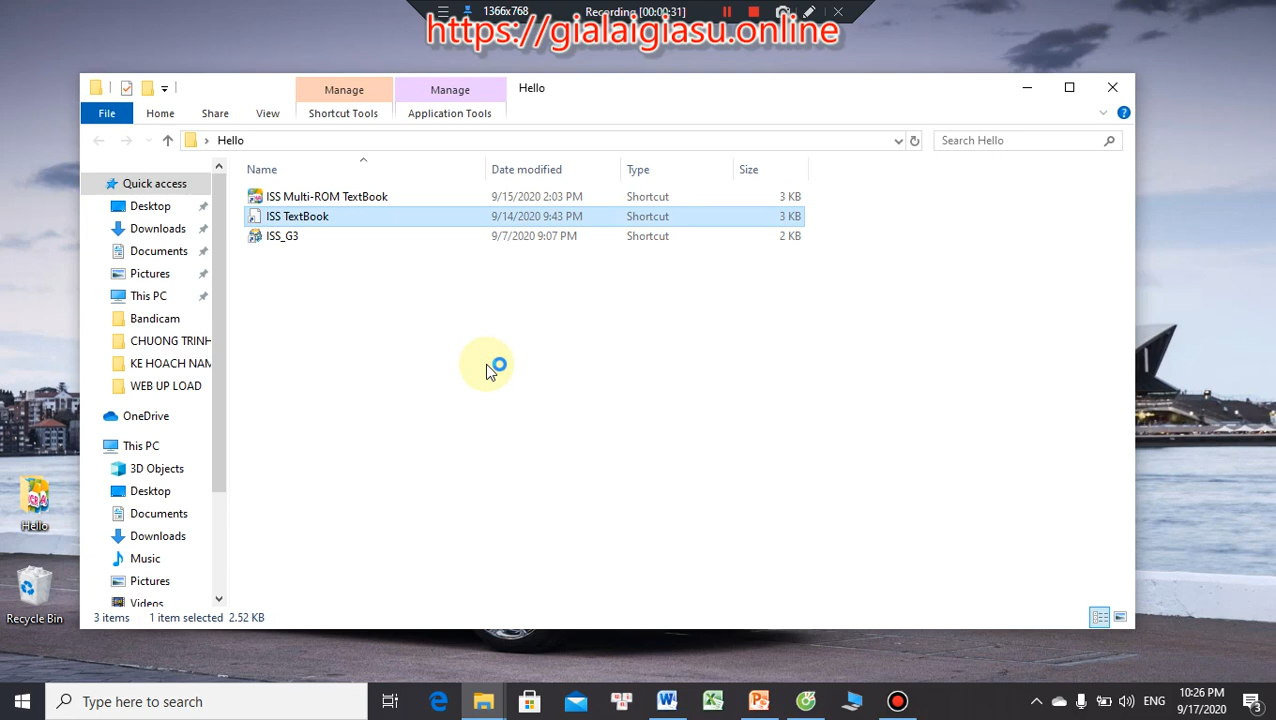 1366x768
Recording [00:00:31]
https://gialaigiasu.online
Manage
Manage
Hello
File
Home
Share
View
Shortcut Tools
Application Tools
Hello
Search Hello
Name
Date modified
Type
Size
ISS Multi-ROM TextBook
9/15/2020 2:03 PM
Shortcut
3 KB
ISS TextBook
9/14/2020 9:43 PM
Shortcut
3 KB
ISS_G3
9/7/2020 9:07 PM
Shortcut
2 KB
Quick access
Desktop
Downloads
Documents
Pictures
This PC
Bandicam
CHUONG TRINH
KE HOACH NAM
WEB UP LOAD
OneDrive
This PC
3D Objects
Desktop
Documents
Downloads
Music
Pictures
Videos
3 items
1 item selected 2.52 KB
Hello
Recycle Bin
Type here to search
ENG
10:26 PM
9/17/2020
3